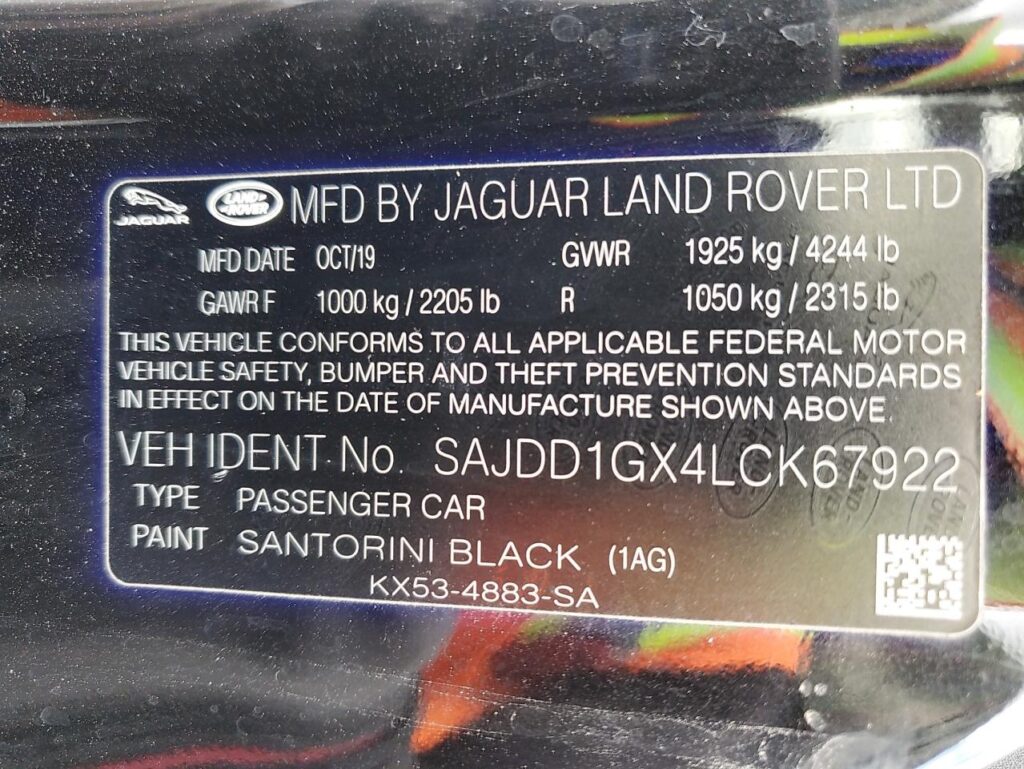 JAGUAR LAND ROVER MFD BY JAGUAR LAND ROVER LTD
MFD DATE OCT/19 GVWR 1925 kg / 4244 lb
GAWR F 1000 kg / 2205 lb R 1050 kg / 2315 lb
THIS VEHICLE CONFORMS TO ALL APPLICABLE FEDERAL MOTOR
VEHICLE SAFETY, BUMPER AND THEFT PREVENTION STANDARDS
IN EFFECT ON THE DATE OF MANUFACTURE SHOWN ABOVE.
VEH IDENT No. SAJDD1GX4LCK67922
TYPE PASSENGER CAR
PAINT SANTORINI BLACK (1AG)
KX53-4883-SA